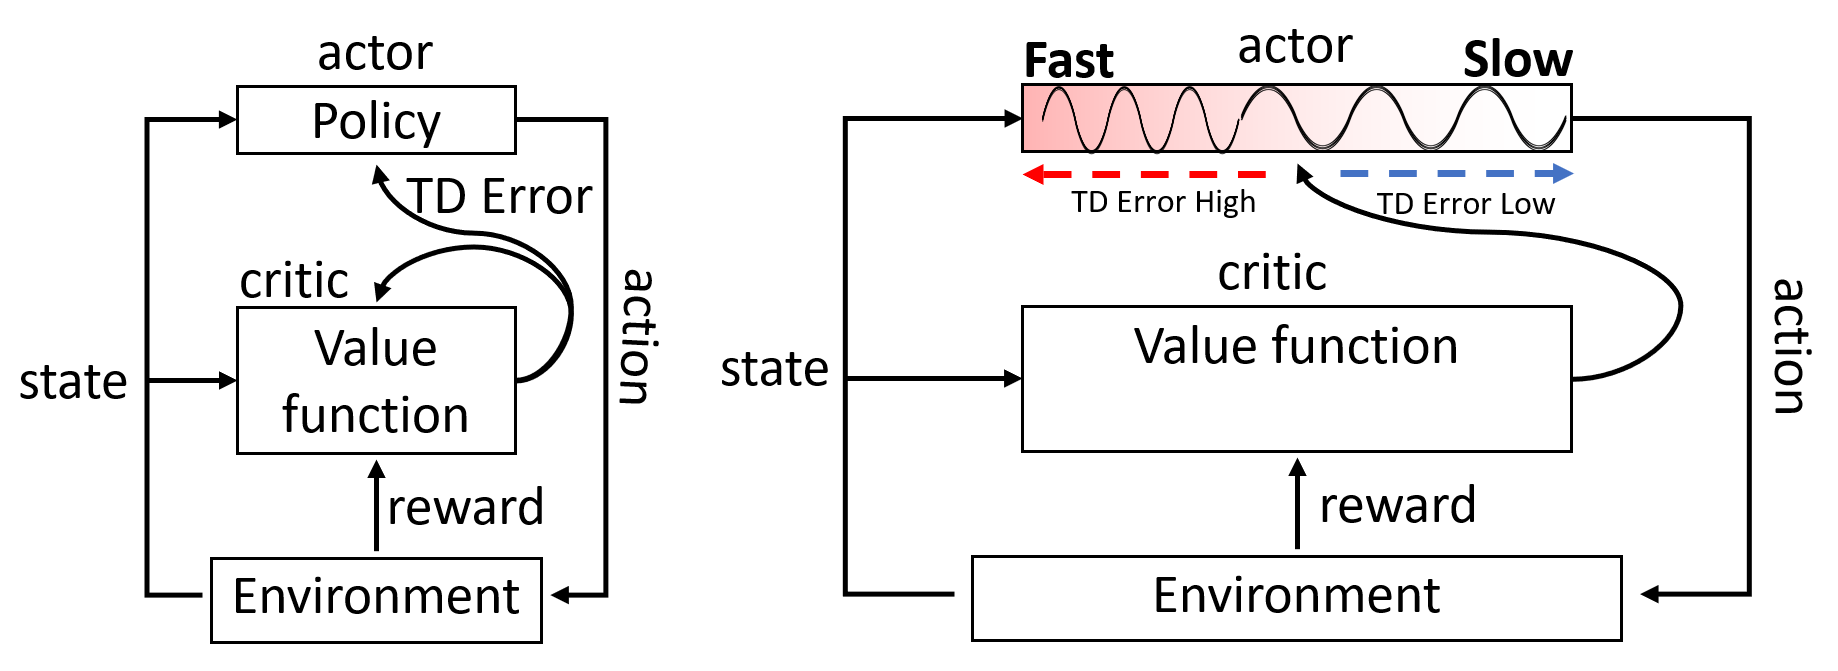 actor
Policy
TD Error
critic
Value
function
state
action
reward
Environment
Fast
actor
Slow
TD Error High
TD Error Low
critic
Value function
state
action
reward
Environment